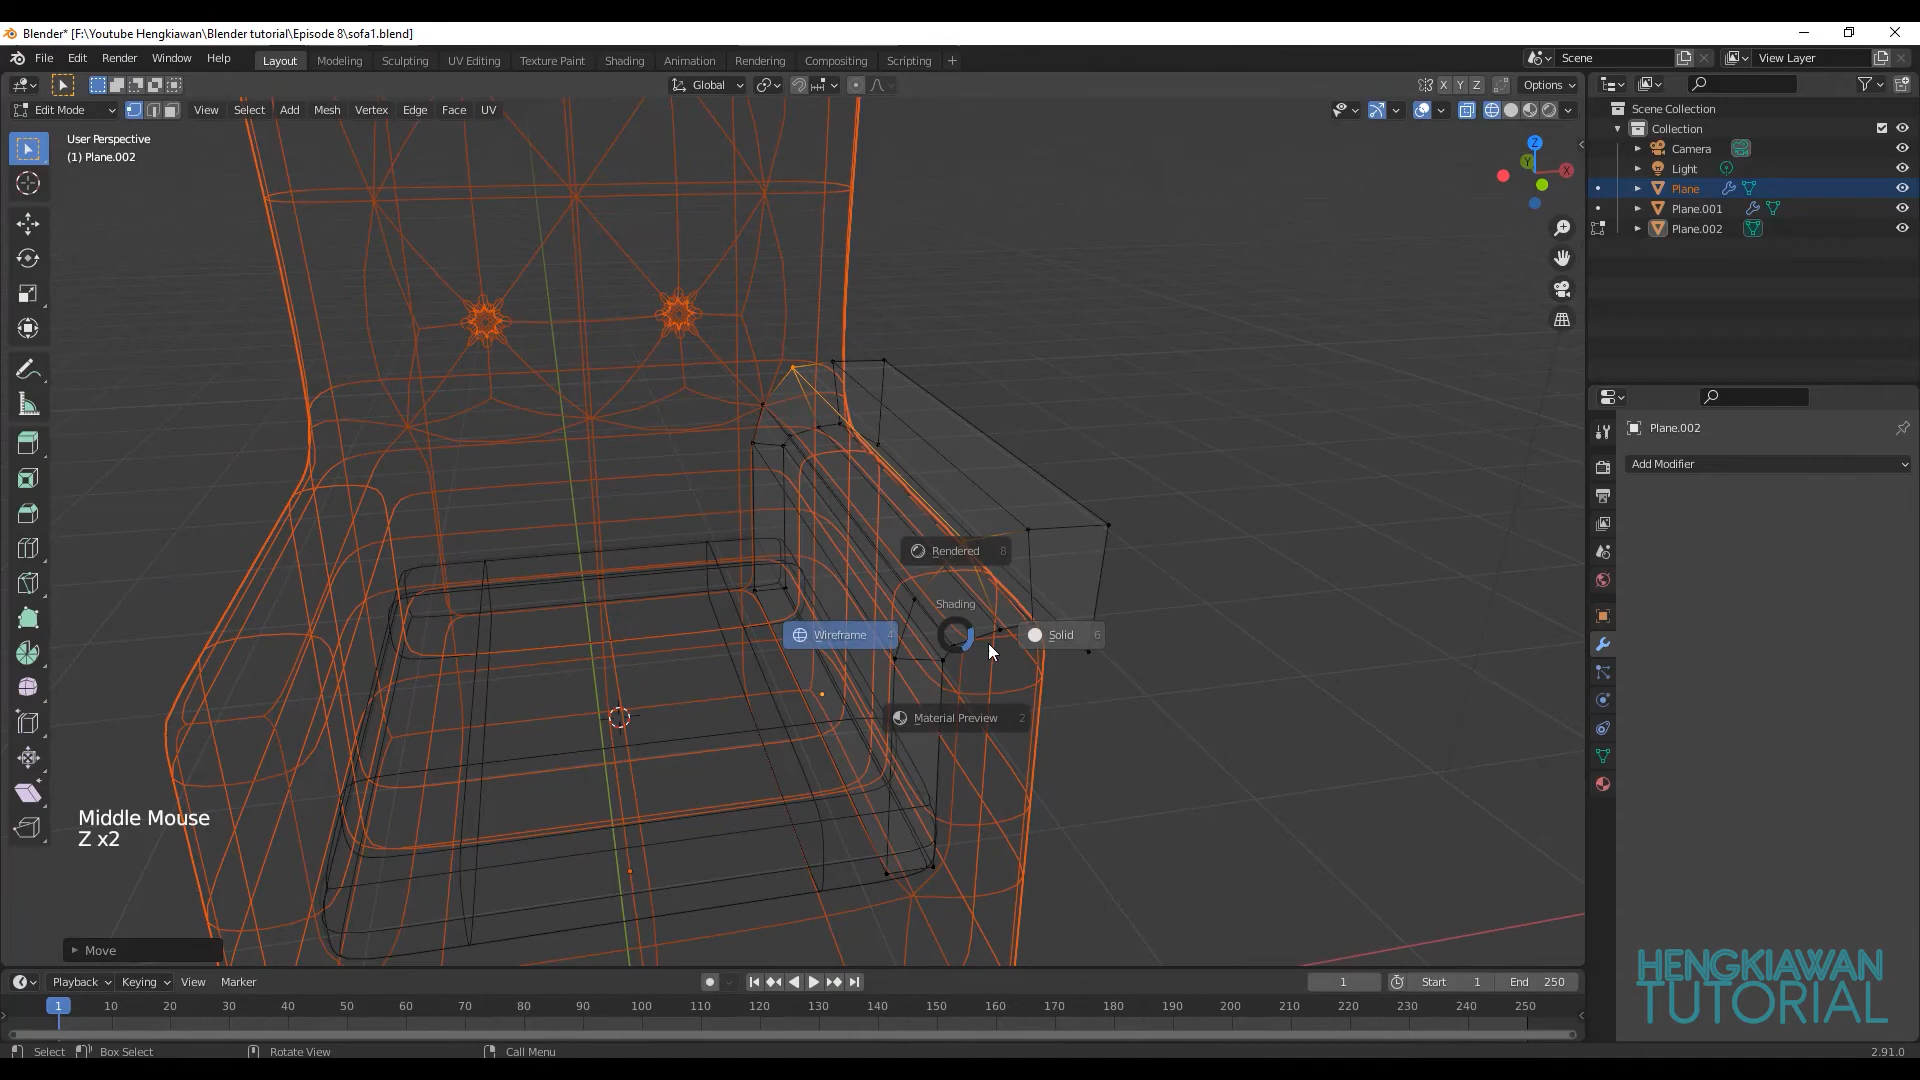 Blender* [F:\Youtube Hengkiawan\Blender tutorial\Episode 8\sofa1.blend]
File Edit Render Window Help Layout Modeling Sculpting UV Editing Texture Paint Shading Animation Rendering Compositing Scripting + Scene View Layer
Global X Y Z Options
Edit Mode View Select Add Mesh Vertex Edge Face UV
Scene Collection
Collection
Camera
Light
Plane
Plane.001
Plane.002
User Perspective
(1) Plane.002
Z
Y
X
Plane.002
Add Modifier
Rendered 8
Shading
Wireframe 4
Solid 6
Material Preview 2
Middle Mouse
Z x2
Move
HENGKIAWAN
TUTORIAL
Playback Keying View Marker 1 Start 1 End 250
1 10 20 30 40 50 60 70 80 90 100 110 120 130 140 150 160 170 180 190 200 210 220 230 240 250
Select Box Select Rotate View Call Menu 2.91.0